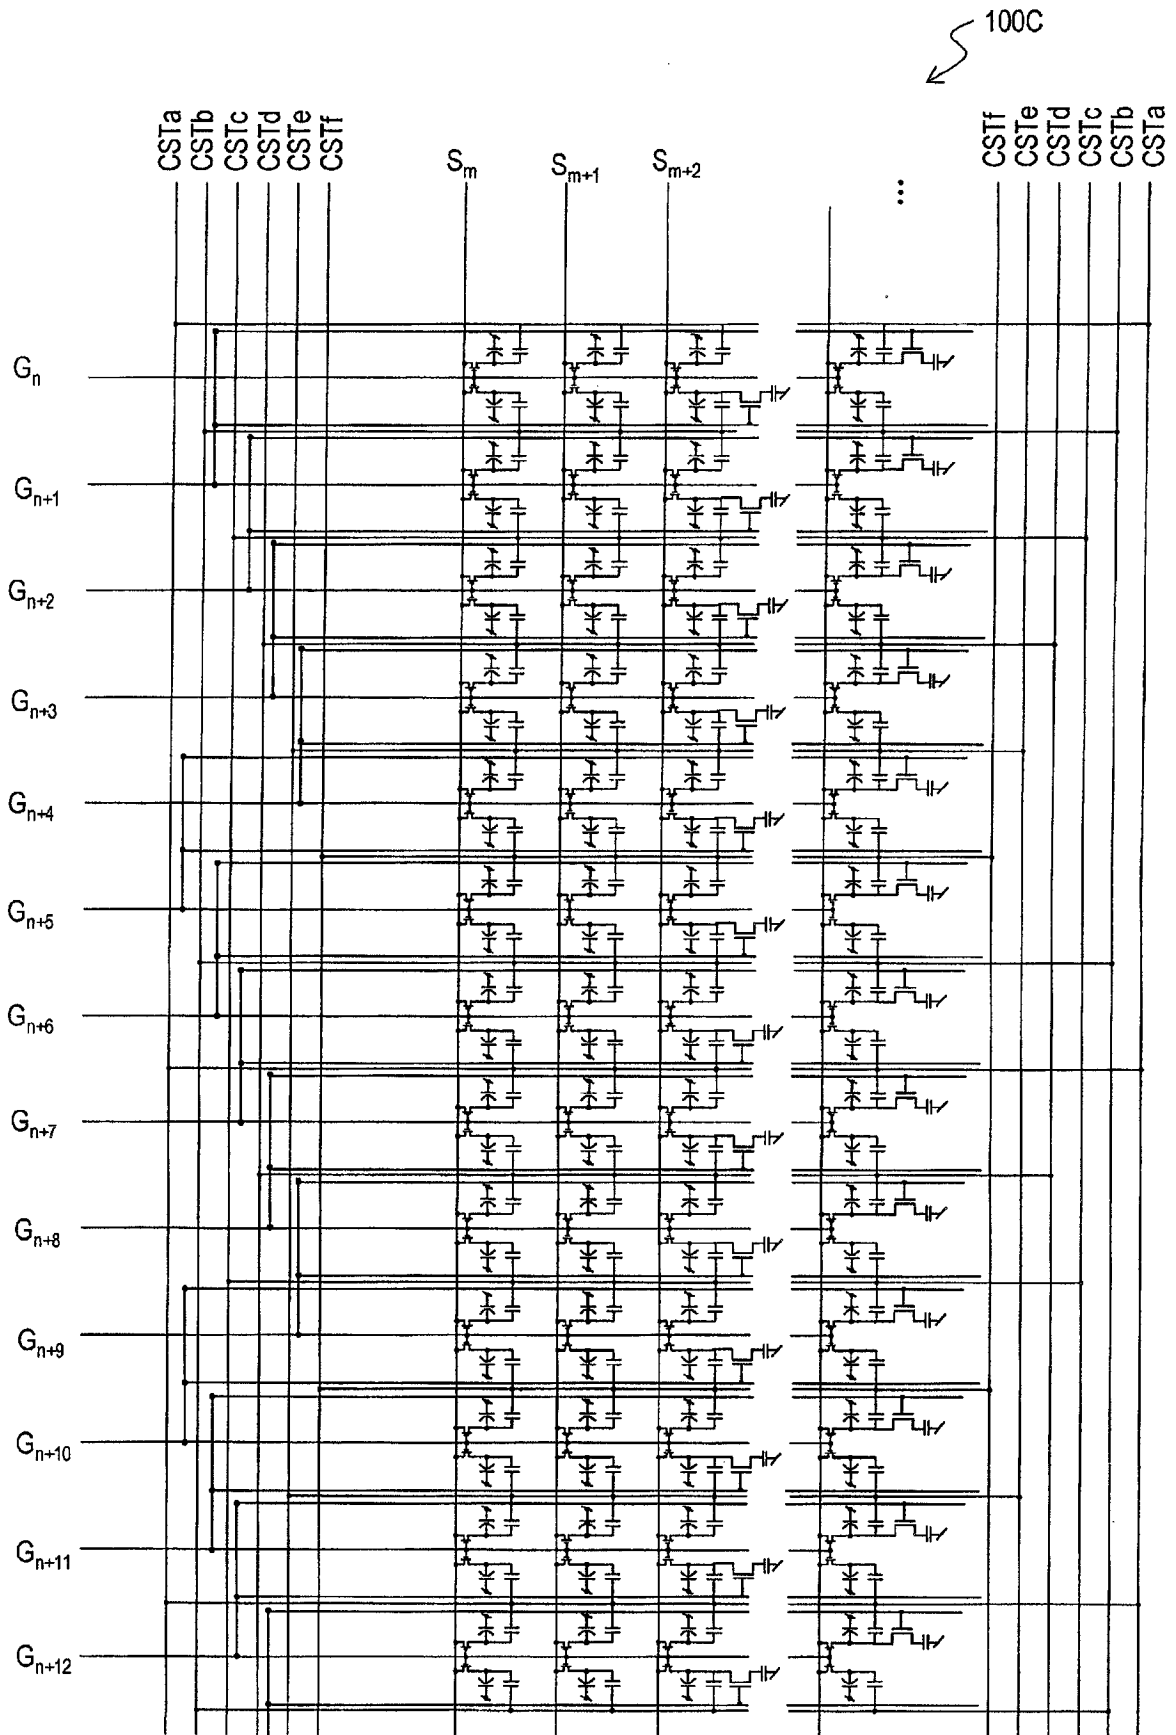 100C
CSTa
CSTb
CSTc
CSTd
CSTe
CSTf
Sm
Sm+1
Sm+2
...
CSTf
CSTe
CSTd
CSTc
CSTb
CSTa
Gn
Gn+1
Gn+2
Gn+3
Gn+4
Gn+5
Gn+6
Gn+7
Gn+8
Gn+9
Gn+10
Gn+11
Gn+12